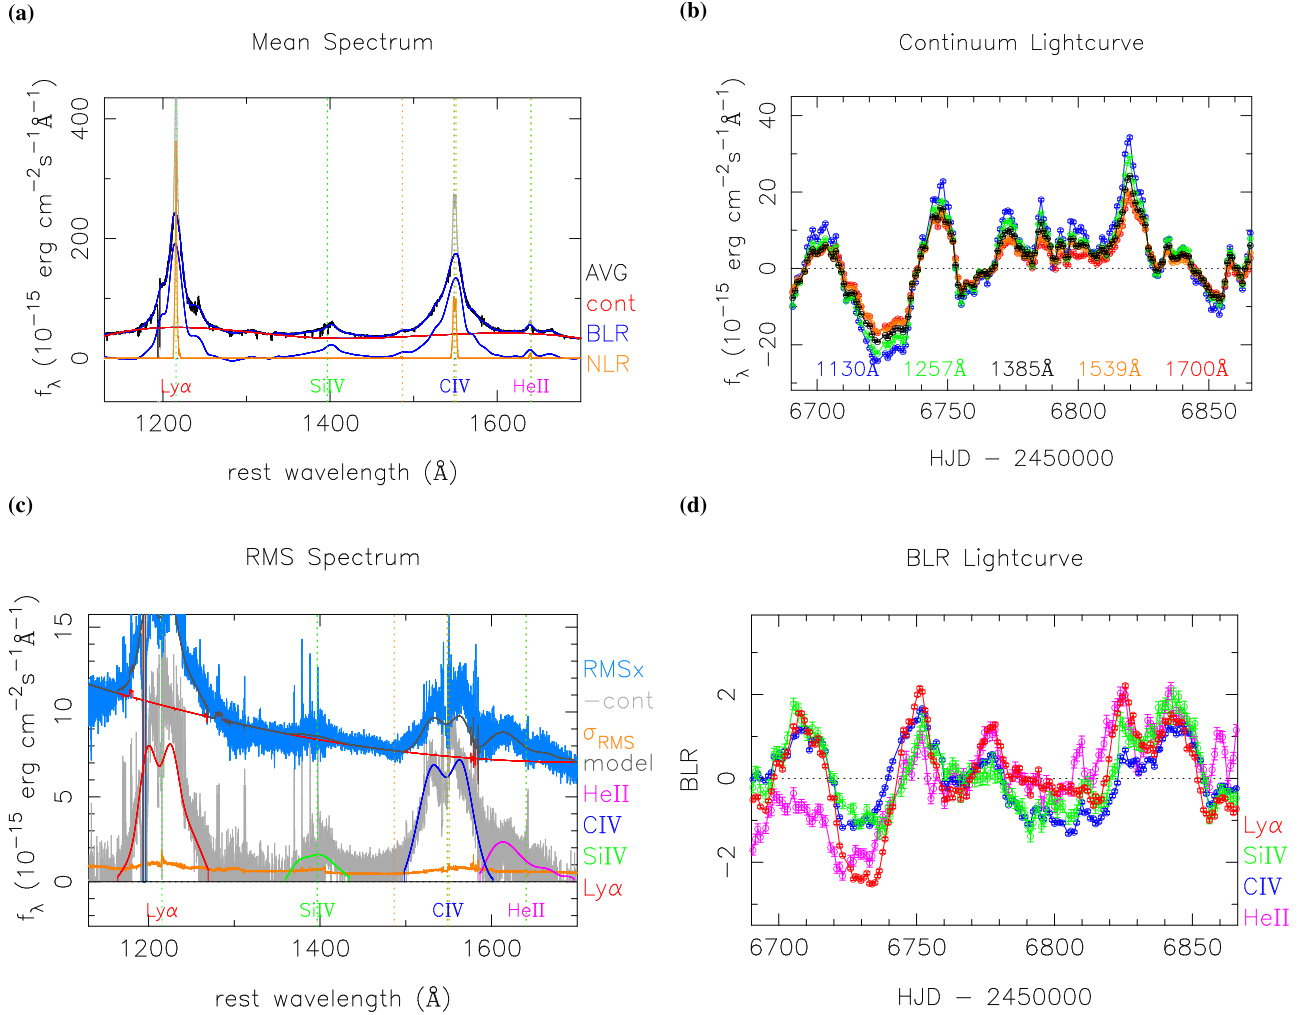 (a)
Mean Spectrum
f_λ (10^−15 erg cm^−2 s^−1 Å^−1)
400
200
0
AVG
cont
BLR
NLR
Lyα SiIV CIV HeII
1200 1400 1600
rest wavelength (Å)
(b)
Continuum Lightcurve
f_λ (10^−15 erg cm^−2 s^−1 Å^−1)
40
20
0
−20
1130Å 1257Å 1385Å 1539Å 1700Å
6700 6750 6800 6850
HJD − 2450000
(c)
RMS Spectrum
f_λ (10^−15 erg cm^−2 s^−1 Å^−1)
15
10
5
0
RMSx
−cont
σ_RMS
model
HeII
CIV
SiIV
Lyα
Lyα SiIV CIV HeII
1200 1400 1600
rest wavelength (Å)
(d)
BLR Lightcurve
BLR
2
0
−2
Lyα
SiIV
CIV
HeII
6700 6750 6800 6850
HJD − 2450000